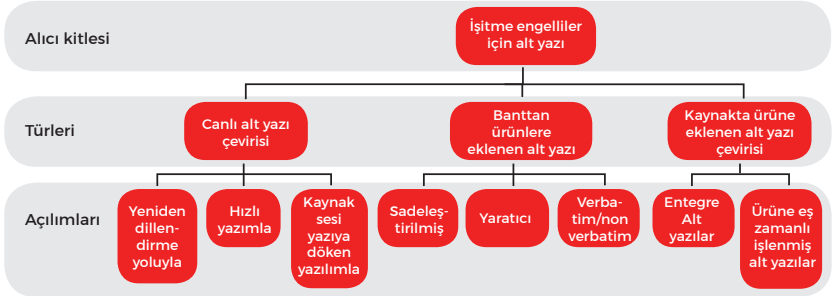 Alıcı kitlesi
İşitme engelliler
için alt yazı
Türleri
Canlı alt yazı
çevirisi
Banttan
ürünlere
eklenen alt yazı
Kaynakta ürüne
eklenen alt yazı
çevirisi
Açılımları
Yeniden
dillen-
dirme
yoluyla
Hızlı
yazımla
Kaynak
sesi
yazıya
döken
yazılımla
Sadeleş-
tirilmiş
Yaratıcı
Verba-
tim/non
verbatim
Entegre
Alt
yazılar
Ürüne eş
zamanlı
işlenmiş
alt yazılar